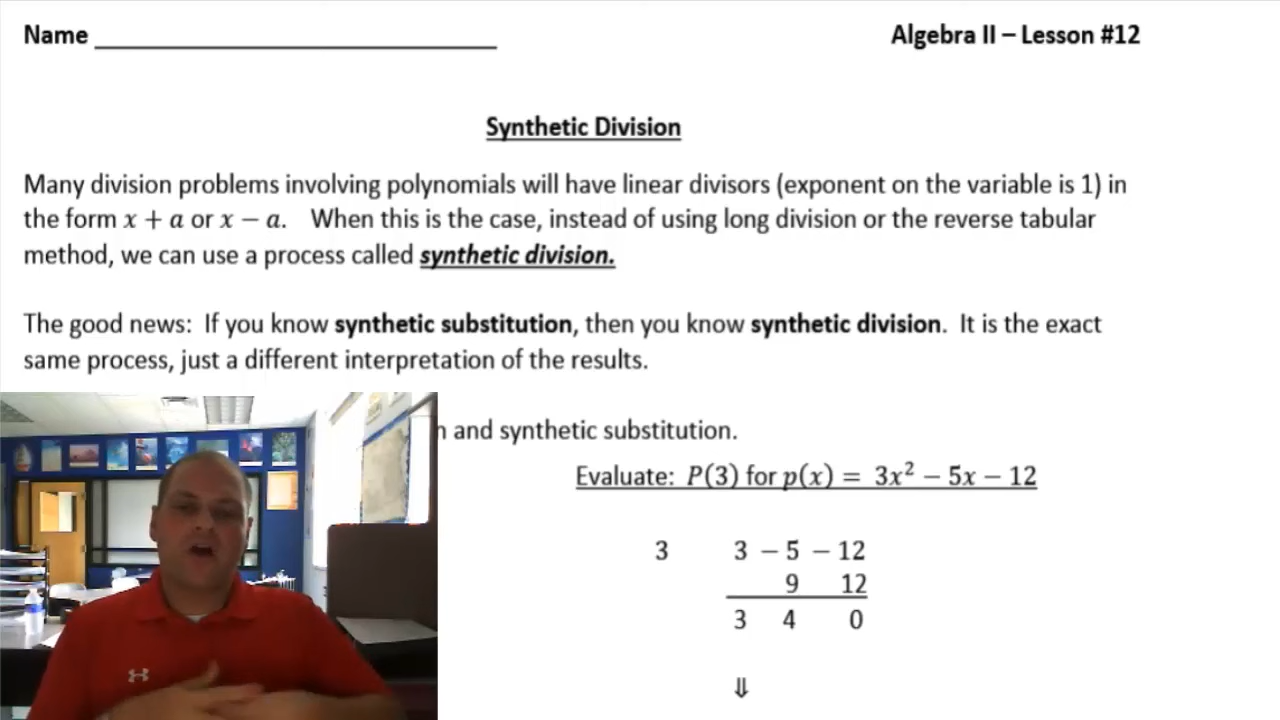 Name ______________________________ Algebra II – Lesson #12
Synthetic Division
Many division problems involving polynomials will have linear divisors (exponent on the variable is 1) in
the form x + a or x − a. When this is the case, instead of using long division or the reverse tabular
method, we can use a process called synthetic division.
The good news: If you know synthetic substitution, then you know synthetic division. It is the exact
same process, just a different interpretation of the results.
and synthetic substitution.
Evaluate: P(3) for p(x) = 3x² − 5x − 12
3 3 − 5 − 12
9 12
3 4 0
⇓